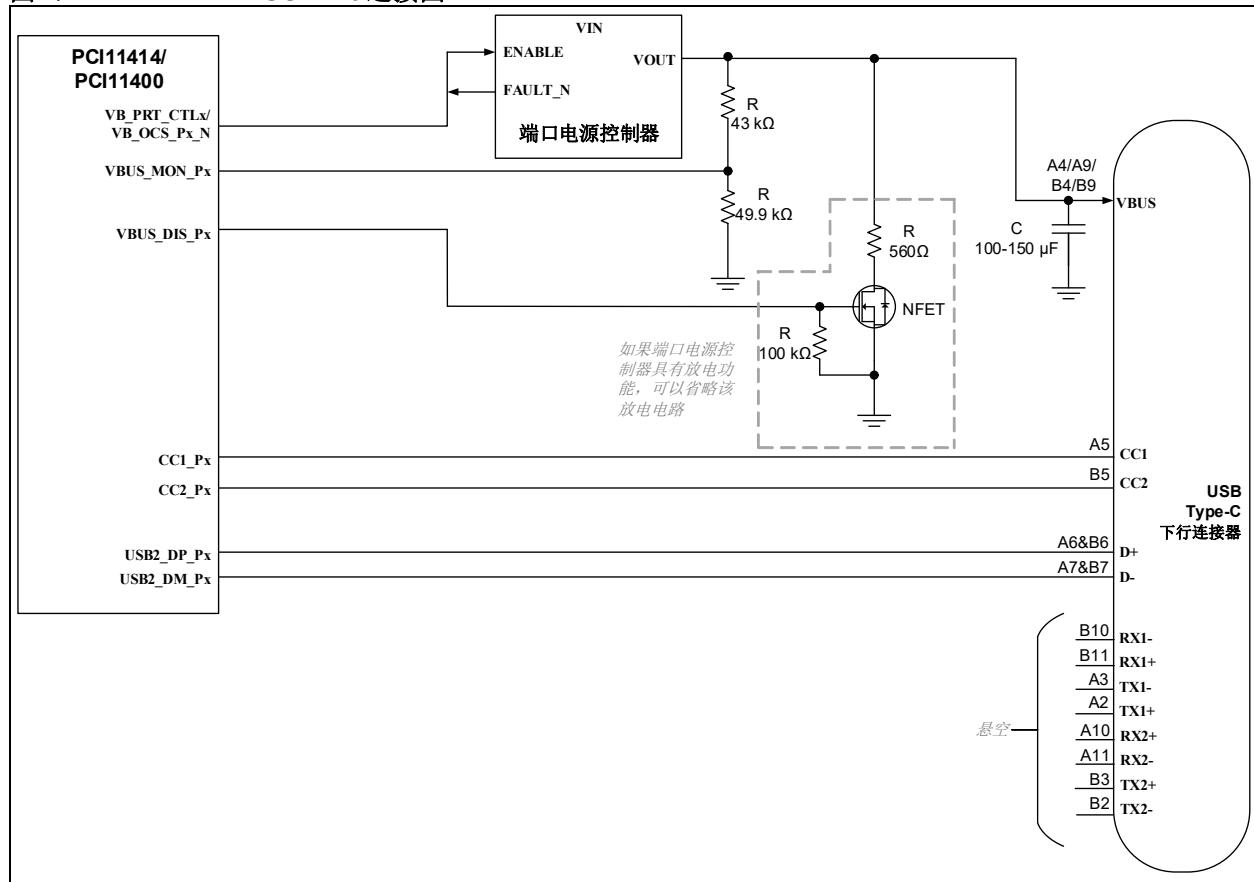 PCI11414/
PCI11400
VB_PRT_CTLx/
VB_OCS_Px_N
VBUS_MON_Px
VBUS_DIS_Px
CC1_Px
CC2_Px
USB2_DP_Px
USB2_DM_Px
VIN
ENABLE
VOUT
FAULT_N
端口电源控制器
R
43 kΩ
R
49.9 kΩ
R
560Ω
NFET
R
100 kΩ
如果端口电源控
制器具有放电功
能，可以省略该
放电电路
A4/A9/
B4/B9
VBUS
C
100-150 µF
A5
CC1
B5
CC2
USB
Type-C
下行连接器
A6&B6
D+
A7&B7
D-
悬空
B10
RX1-
B11
RX1+
A3
TX1-
A2
TX1+
A10
RX2+
A11
RX2-
B3
TX2+
B2
TX2-